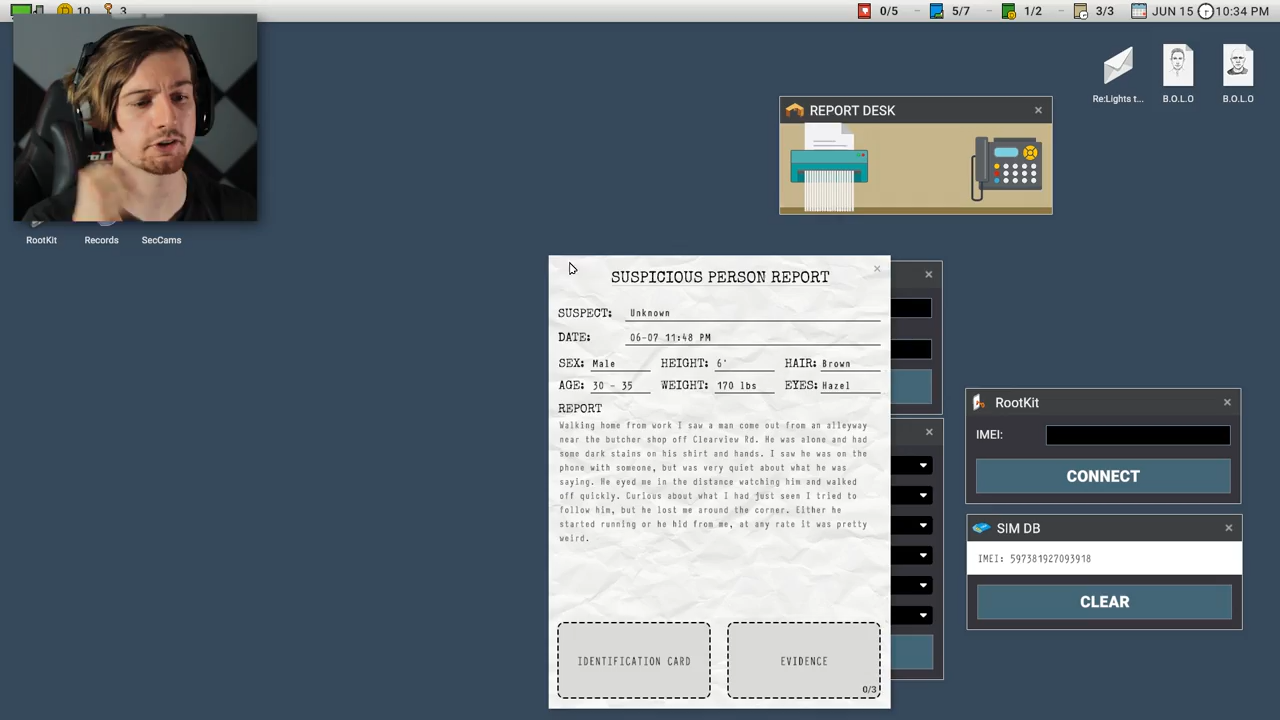 10
3
0/5
5/7
1/2
3/3
JUN 15 10:34 PM
Re:Lights t...
B.O.L.O
B.O.L.O
REPORT DESK
RootKit
Records
SecCams
SUSPICIOUS PERSON REPORT
SUSPECT: Unknown
DATE: 06-07 11:48 PM
SEX: Male HEIGHT: 6' HAIR: Brown
AGE: 30 - 35 WEIGHT: 170 lbs EYES: Hazel
REPORT
Walking home from work I saw a man come out from an alleyway
near the butcher shop off Clearview Rd. He was alone and had
some dark stains on his shirt and hands. I saw he was on the
phone with someone, but was very quiet about what he was
saying. He eyed me in the distance watching him and walked
off quickly. Curious about what I had just seen I tried to
follow him, but he lost me around the corner. Either he
started running or he hid from me, at any rate it was pretty
weird.
IDENTIFICATION CARD
EVIDENCE
0/3
RootKit
IMEI:
CONNECT
SIM DB
IMEI: 597381927093918
CLEAR